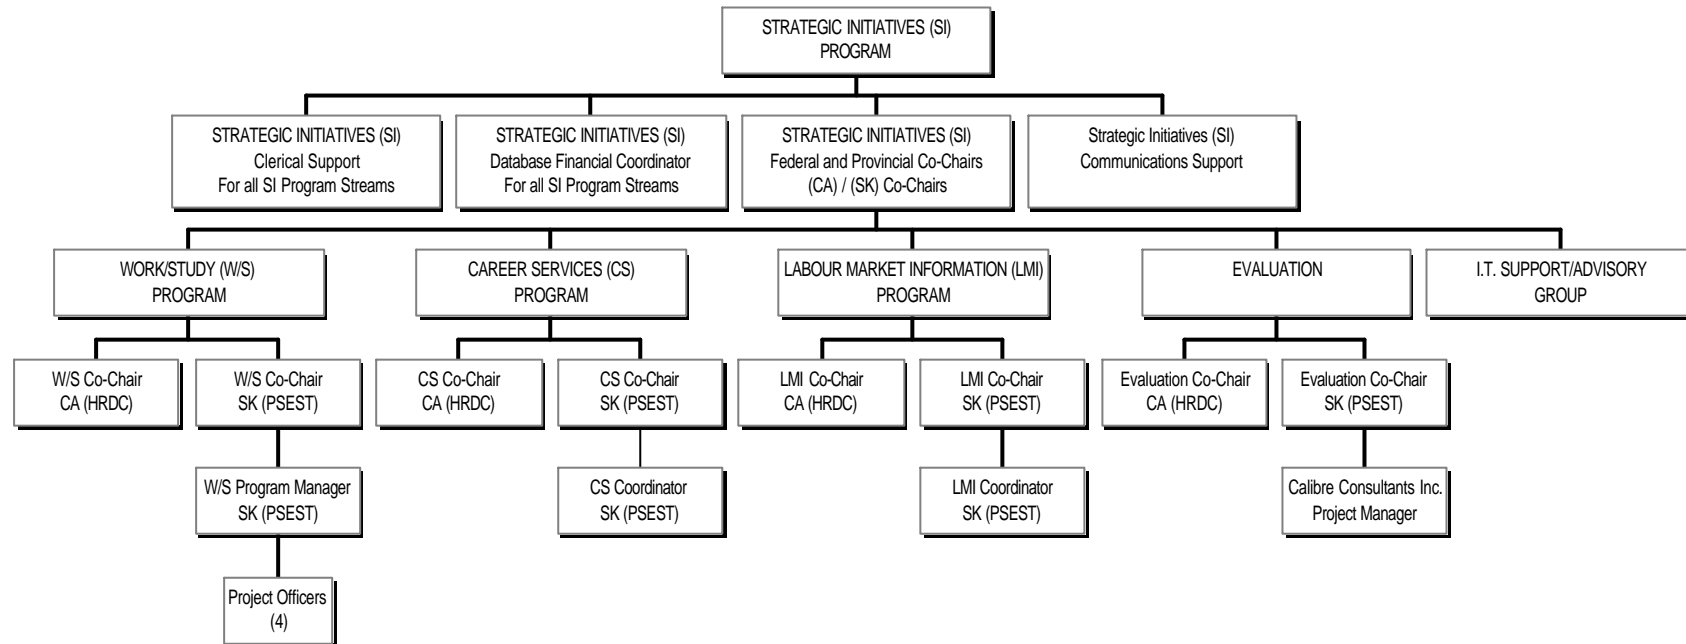 STRATEGIC INITIATIVES (SI)
PROGRAM
STRATEGIC INITIATIVES (SI)
Clerical Support
For all SI Program Streams
STRATEGIC INITIATIVES (SI)
Database Financial Coordinator
For all SI Program Streams
STRATEGIC INITIATIVES (SI)
Federal and Provincial Co-Chairs
(CA) / (SK) Co-Chairs
Strategic Initiatives (SI)
Communications Support
WORK/STUDY (W/S)
PROGRAM
CAREER SERVICES (CS)
PROGRAM
LABOUR MARKET INFORMATION (LMI)
PROGRAM
EVALUATION
I.T. SUPPORT/ADVISORY
GROUP
W/S Co-Chair
CA (HRDC)
W/S Co-Chair
SK (PSEST)
CS Co-Chair
CA (HRDC)
CS Co-Chair
SK (PSEST)
LMI Co-Chair
CA (HRDC)
LMI Co-Chair
SK (PSEST)
Evaluation Co-Chair
CA (HRDC)
Evaluation Co-Chair
SK (PSEST)
W/S Program Manager
SK (PSEST)
CS Coordinator
SK (PSEST)
LMI Coordinator
SK (PSEST)
Calibre Consultants Inc.
Project Manager
Project Officers
(4)